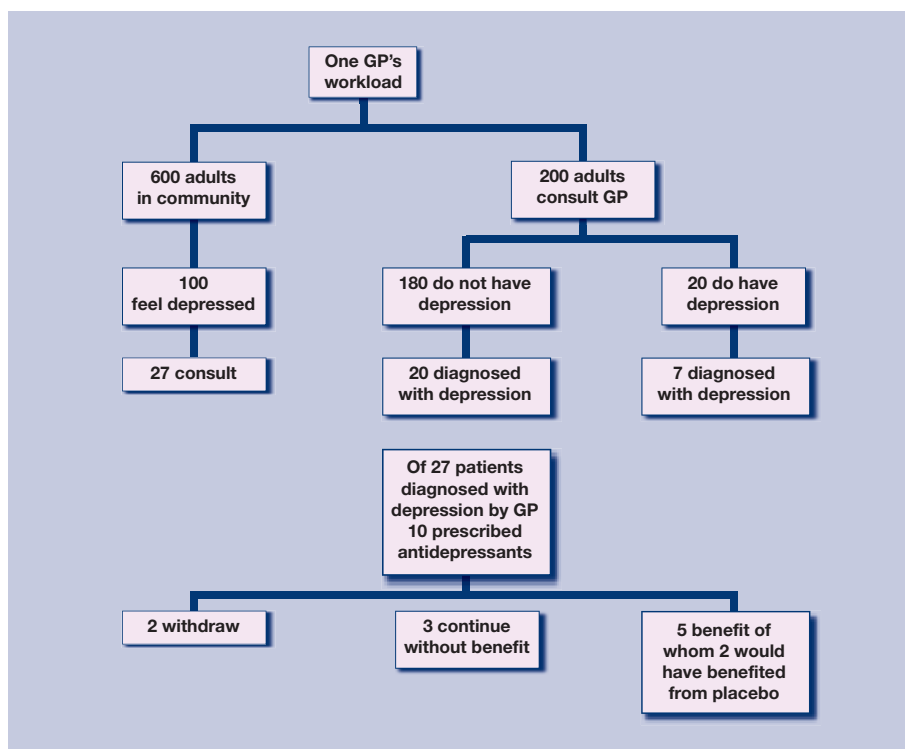 One GP's
workload
600 adults
in community
200 adults
consult GP
100
feel depressed
180 do not have
depression
20 do have
depression
27 consult
20 diagnosed
with depression
7 diagnosed
with depression
Of 27 patients
diagnosed with
depression by GP
10 prescribed
antidepressants
2 withdraw
3 continue
without benefit
5 benefit of
whom 2 would
have benefited
from placebo